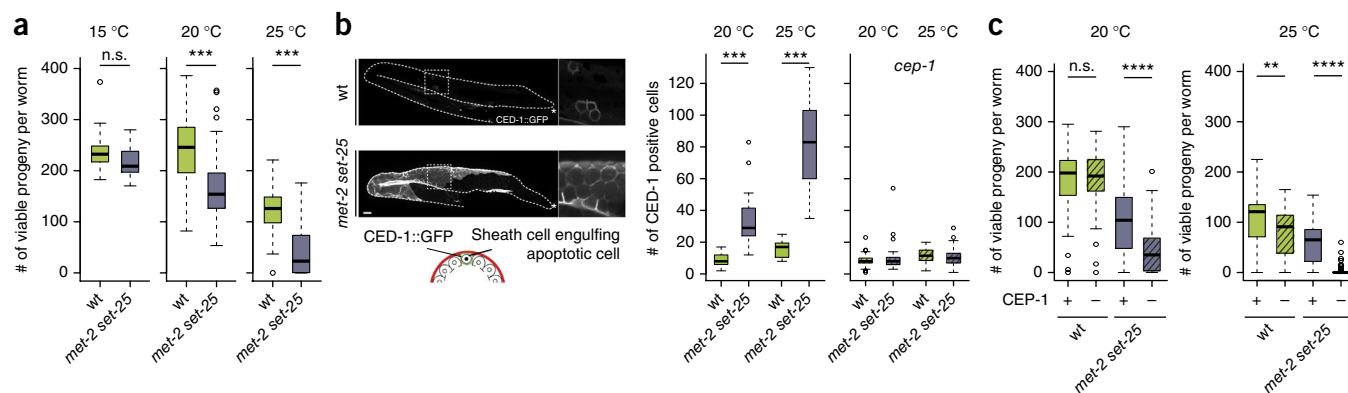 a
15 °C
20 °C
25 °C
n.s.
***
***
# of viable progeny per worm
400
300
200
100
0
wt
met-2 set-25
wt
met-2 set-25
wt
met-2 set-25
b
wt
CED-1::GFP
*
met-2 set-25
*
CED-1::GFP
Sheath cell engulfing
apoptotic cell
20 °C
25 °C
20 °C
25 °C
***
***
cep-1
# of CED-1 positive cells
120
100
80
60
40
20
0
wt
met-2 set-25
wt
met-2 set-25
wt
met-2 set-25
wt
met-2 set-25
c
20 °C
25 °C
n.s.
****
**
****
# of viable progeny per worm
400
300
200
100
0
CEP-1
+
–
+
–
wt
met-2 set-25
# of viable progeny per worm
400
300
200
100
0
+
–
+
–
wt
met-2 set-25